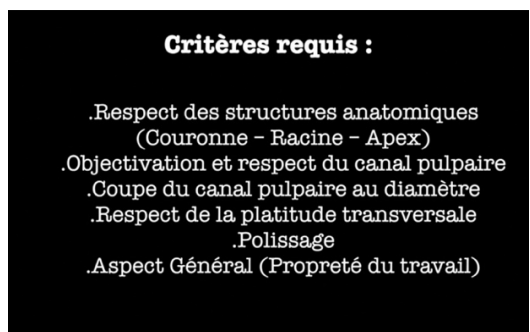 Critères requis :
.Respect des structures anatomiques
(Couronne – Racine – Apex)
.Objectivation et respect du canal pulpaire
.Coupe du canal pulpaire au diamètre
.Respect de la platitude transversale
.Polissage
.Aspect Général (Propreté du travail)